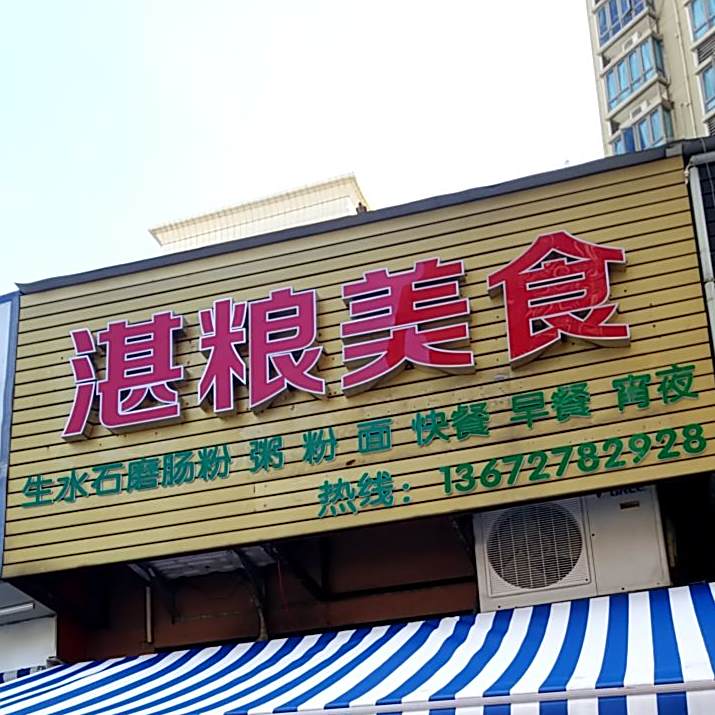 湛粮美食
生水石磨肠粉 粥 粉 面 快餐 早餐 宵夜
热线：13672782928